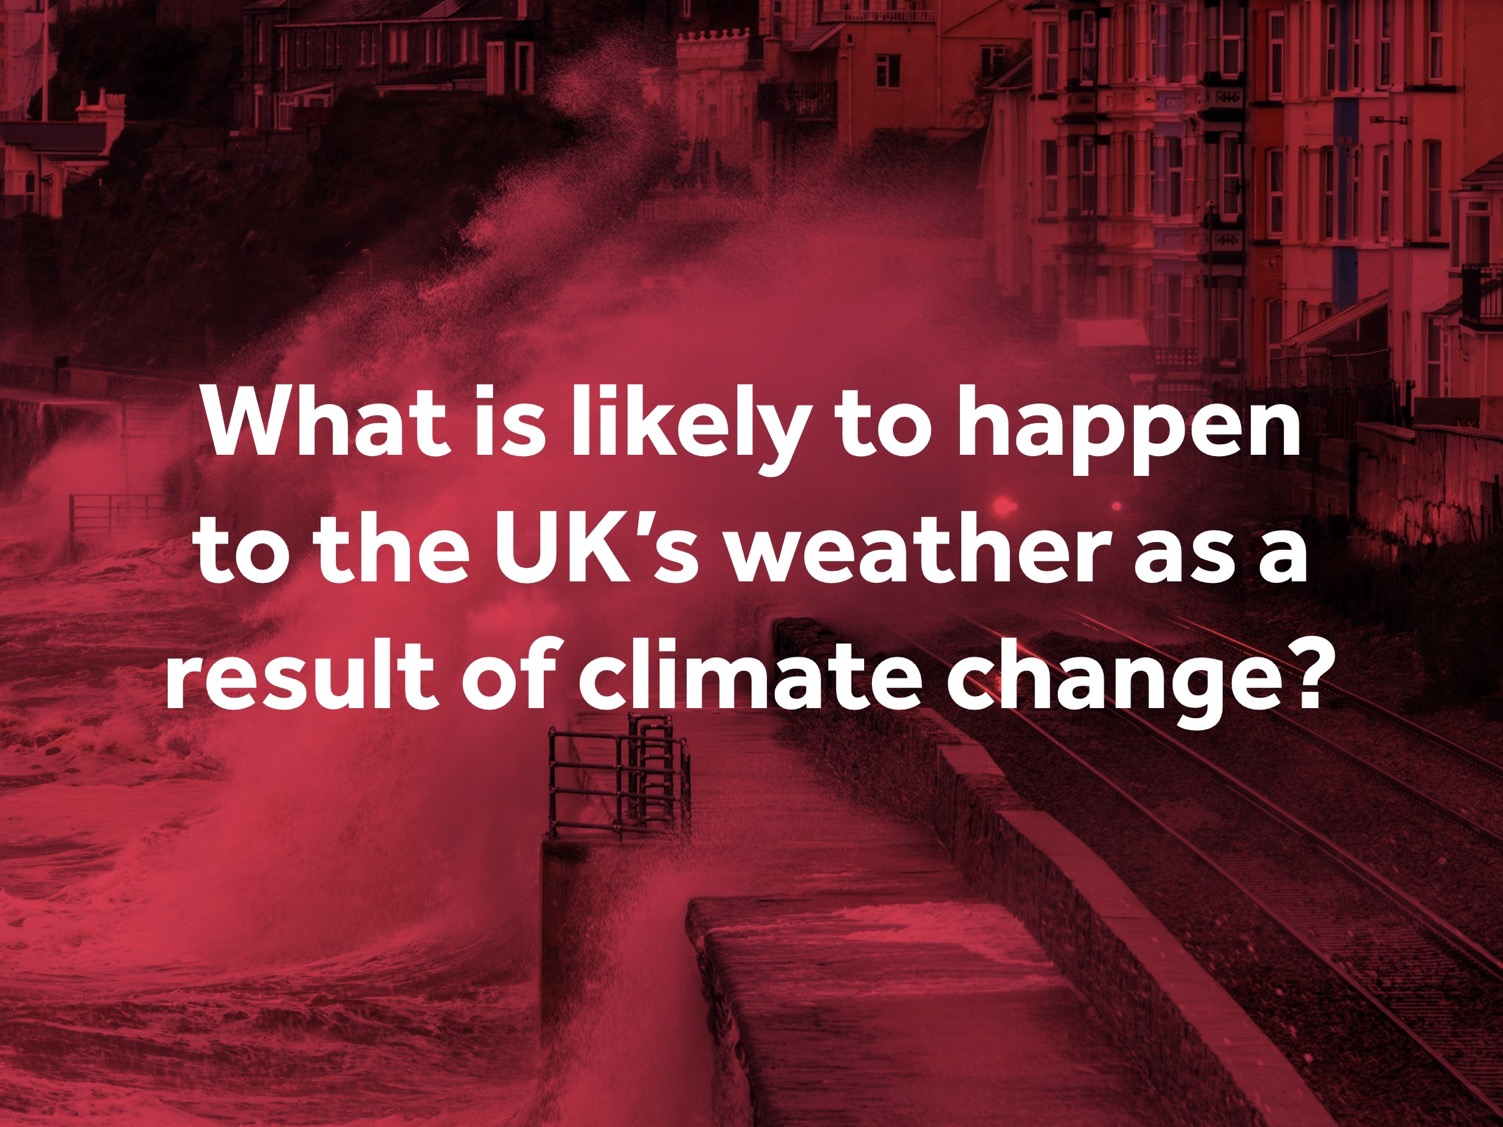 What is likely to happen
to the UK’s weather as a
result of climate change?